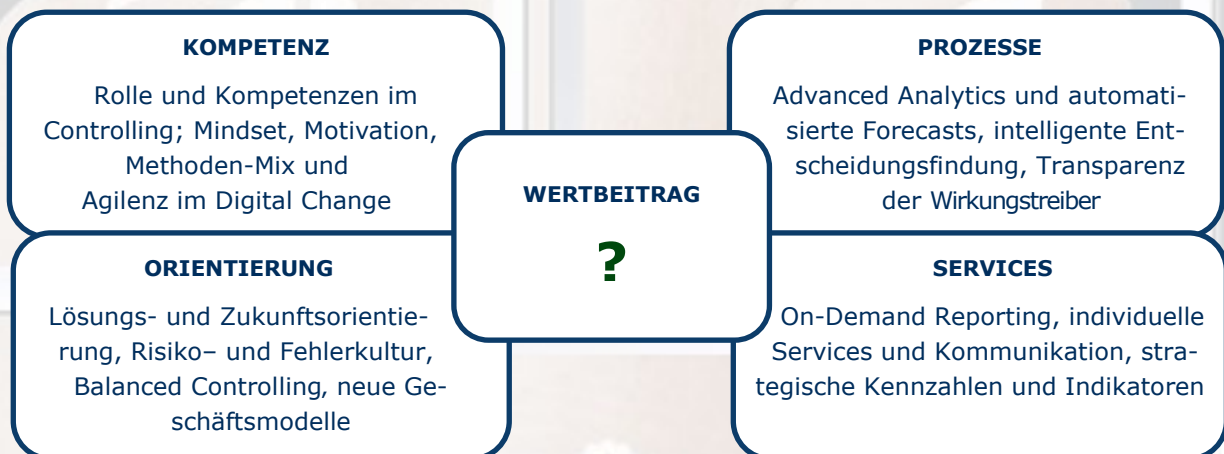 KOMPETENZ
Rolle und Kompetenzen im
Controlling; Mindset, Motivation,
Methoden-Mix und
Agilenz im Digital Change
PROZESSE
Advanced Analytics und automati-
sierte Forecasts, intelligente Ent-
scheidungsfindung, Transparenz
der Wirkungstreiber
WERTBEITRAG
?
ORIENTIERUNG
Lösungs- und Zukunftsorientie-
rung, Risiko– und Fehlerkultur,
Balanced Controlling, neue Ge-
schäftsmodelle
SERVICES
On-Demand Reporting, individuelle
Services und Kommunikation, stra-
tegische Kennzahlen und Indikatoren